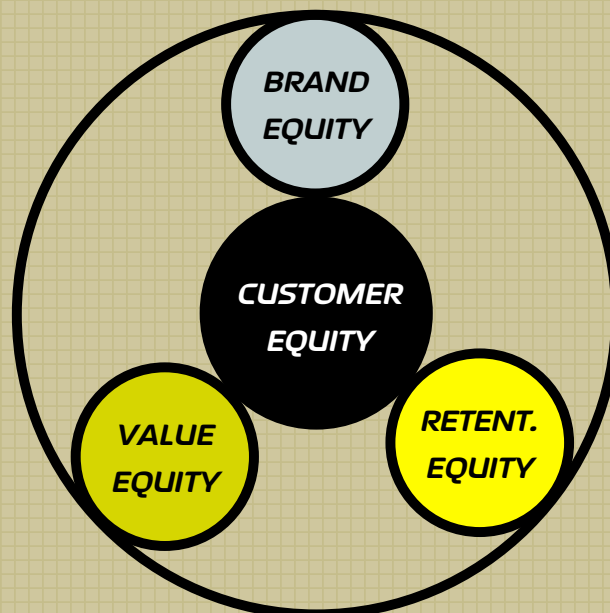 BRAND
EQUITY
CUSTOMER
EQUITY
VALUE
EQUITY
RETENT.
EQUITY